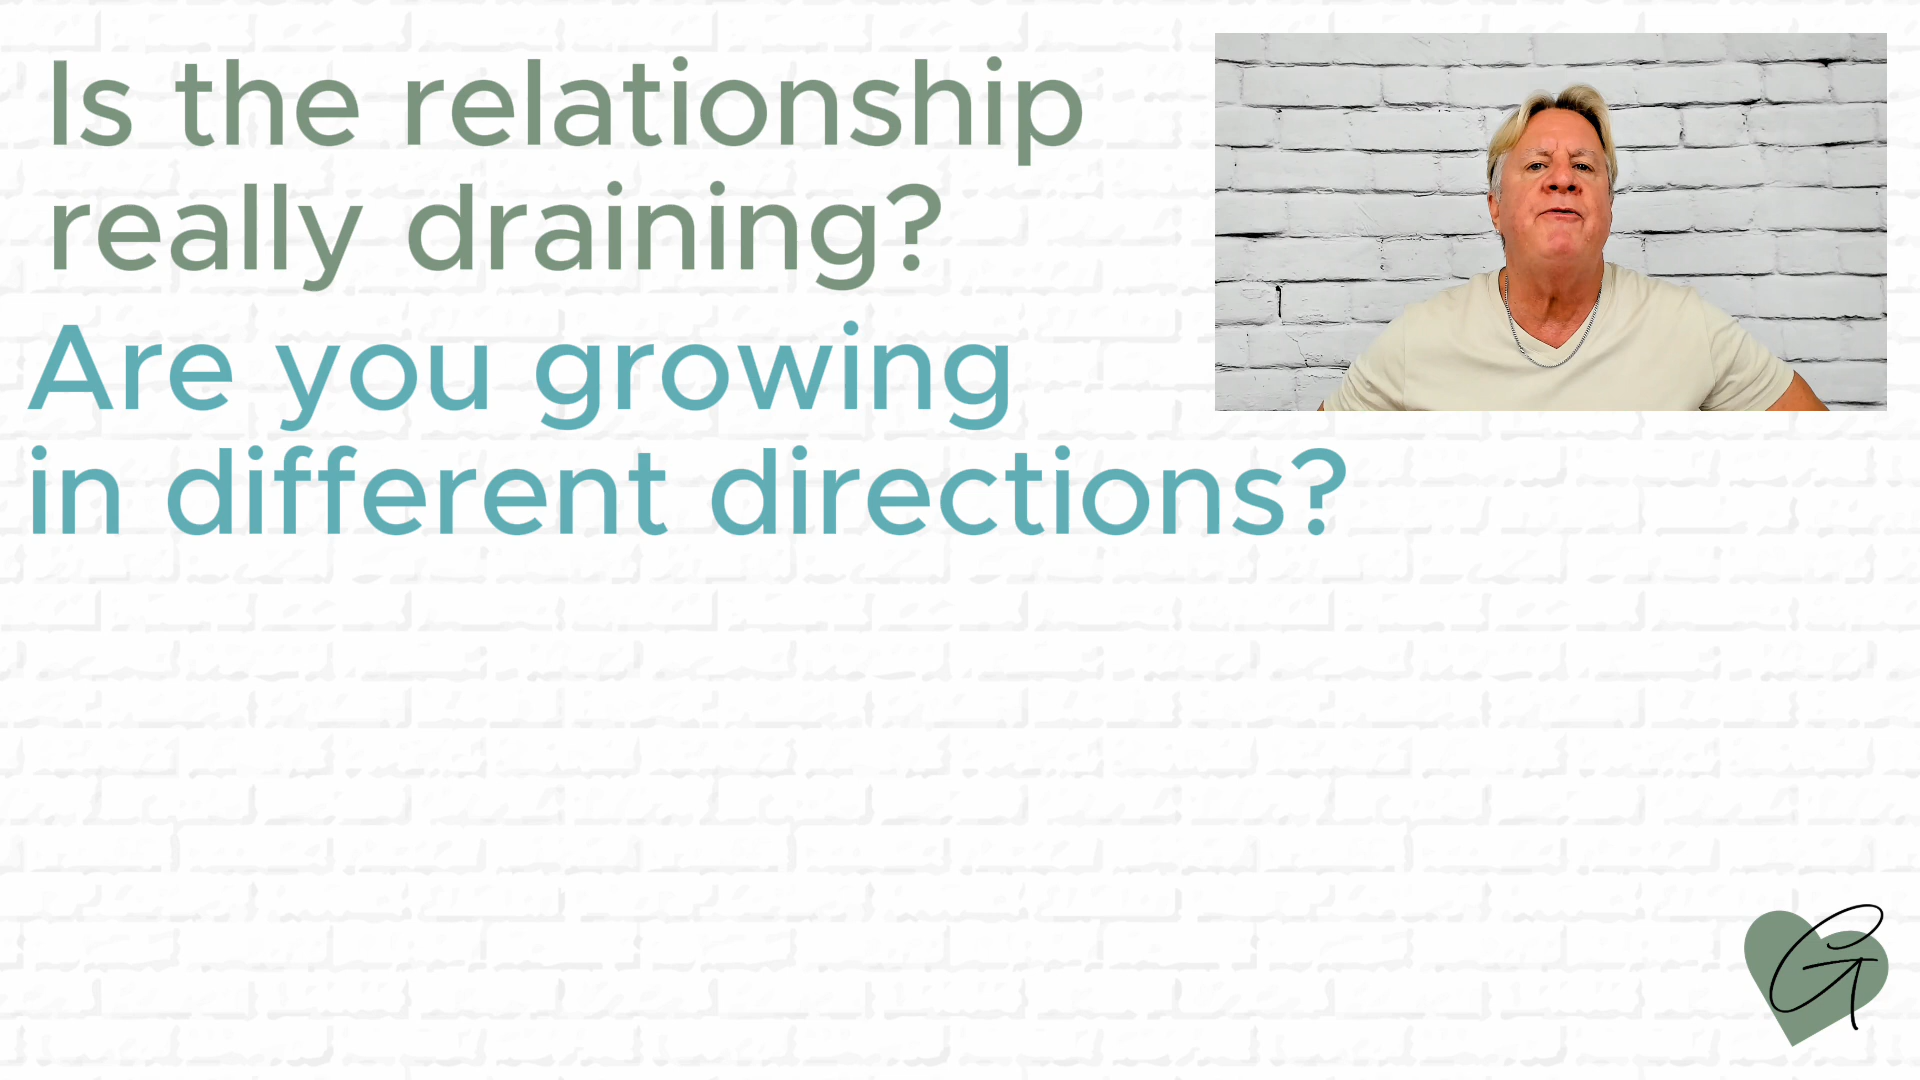 Is the relationship
really draining?
Are you growing
in different directions?
G